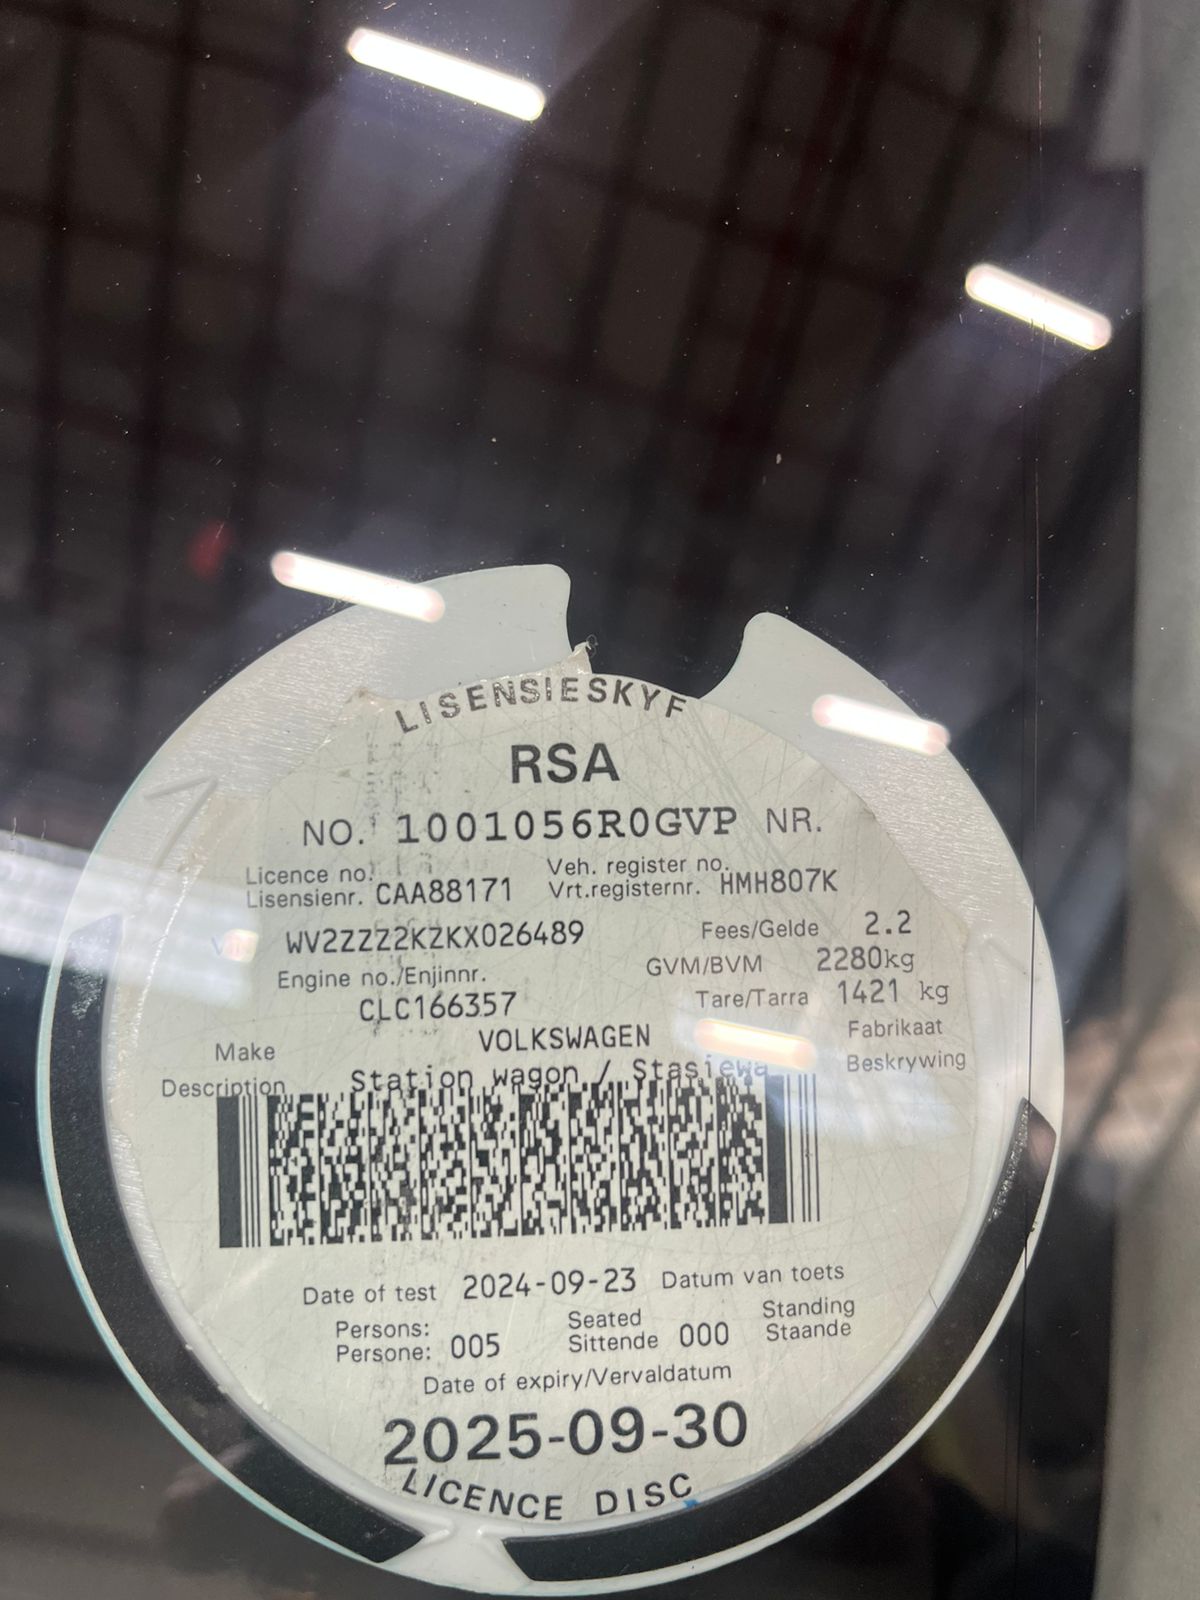 LISENSIESKYF
RSA
NO. 1001056R0GVP NR.
Licence no. Veh. register no.
Lisensienr. CAA88171 Vrt.registernr. HMH807K
WV2ZZZ2KZKX026489 Fees/Gelde 2.2
Engine no./Enjinnr. GVM/BVM 2280kg
CLC166357 Tare/Tarra 1421 kg
Make VOLKSWAGEN Fabrikaat
Description Station wagon / Stasiewa Beskrywing
Date of test 2024-09-23 Datum van toets
Persons: Seated Standing
Persone: 005 Sittende 000 Staande
Date of expiry/Vervaldatum
2025-09-30
LICENCE DISC